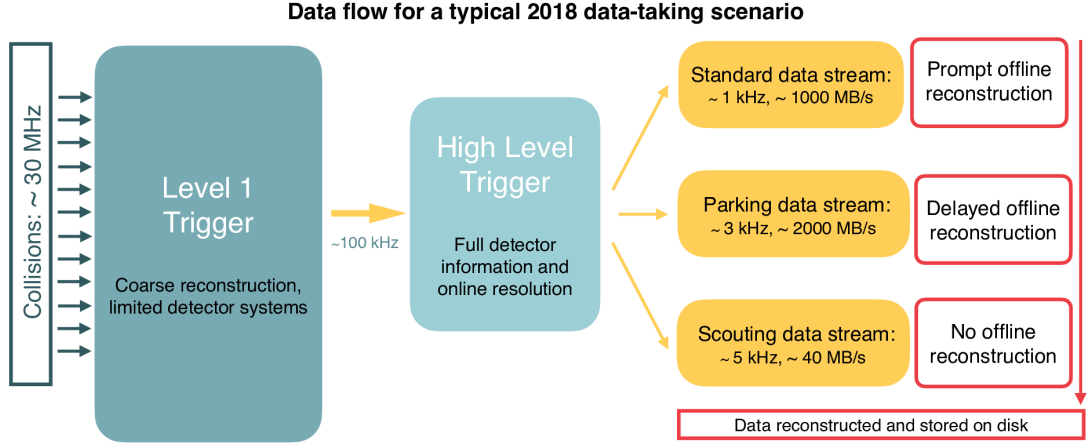 Data flow for a typical 2018 data-taking scenario
Collisions: ~ 30 MHz
Level 1
Trigger
Coarse reconstruction,
limited detector systems
~100 kHz
High Level
Trigger
Full detector
information and
online resolution
Standard data stream:
~ 1 kHz, ~ 1000 MB/s
Prompt offline
reconstruction
Parking data stream:
~ 3 kHz, ~ 2000 MB/s
Delayed offline
reconstruction
Scouting data stream:
~ 5 kHz, ~ 40 MB/s
No offline
reconstruction
Data reconstructed and stored on disk